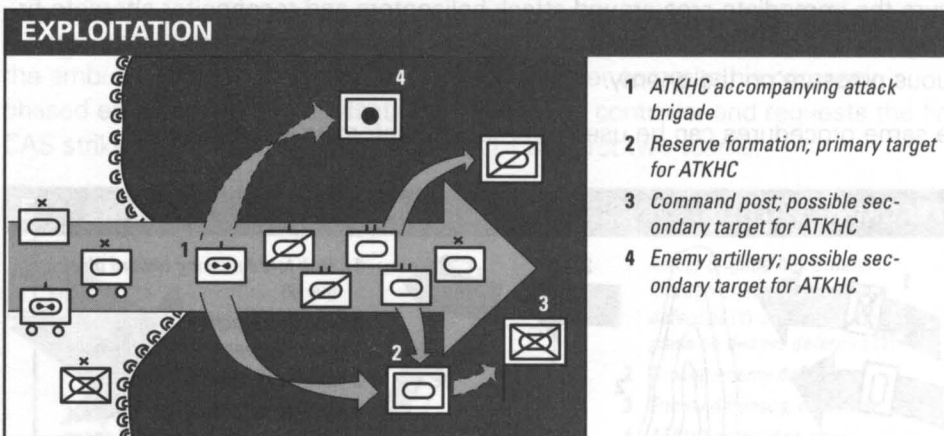 EXPLOITATION
4
1
3
2
1 ATKHC accompanying attack
brigade
2 Reserve formation; primary target
for ATKHC
3 Command post; possible sec-
ondary target for ATKHC
4 Enemy artillery; possible sec-
ondary target for ATKHC